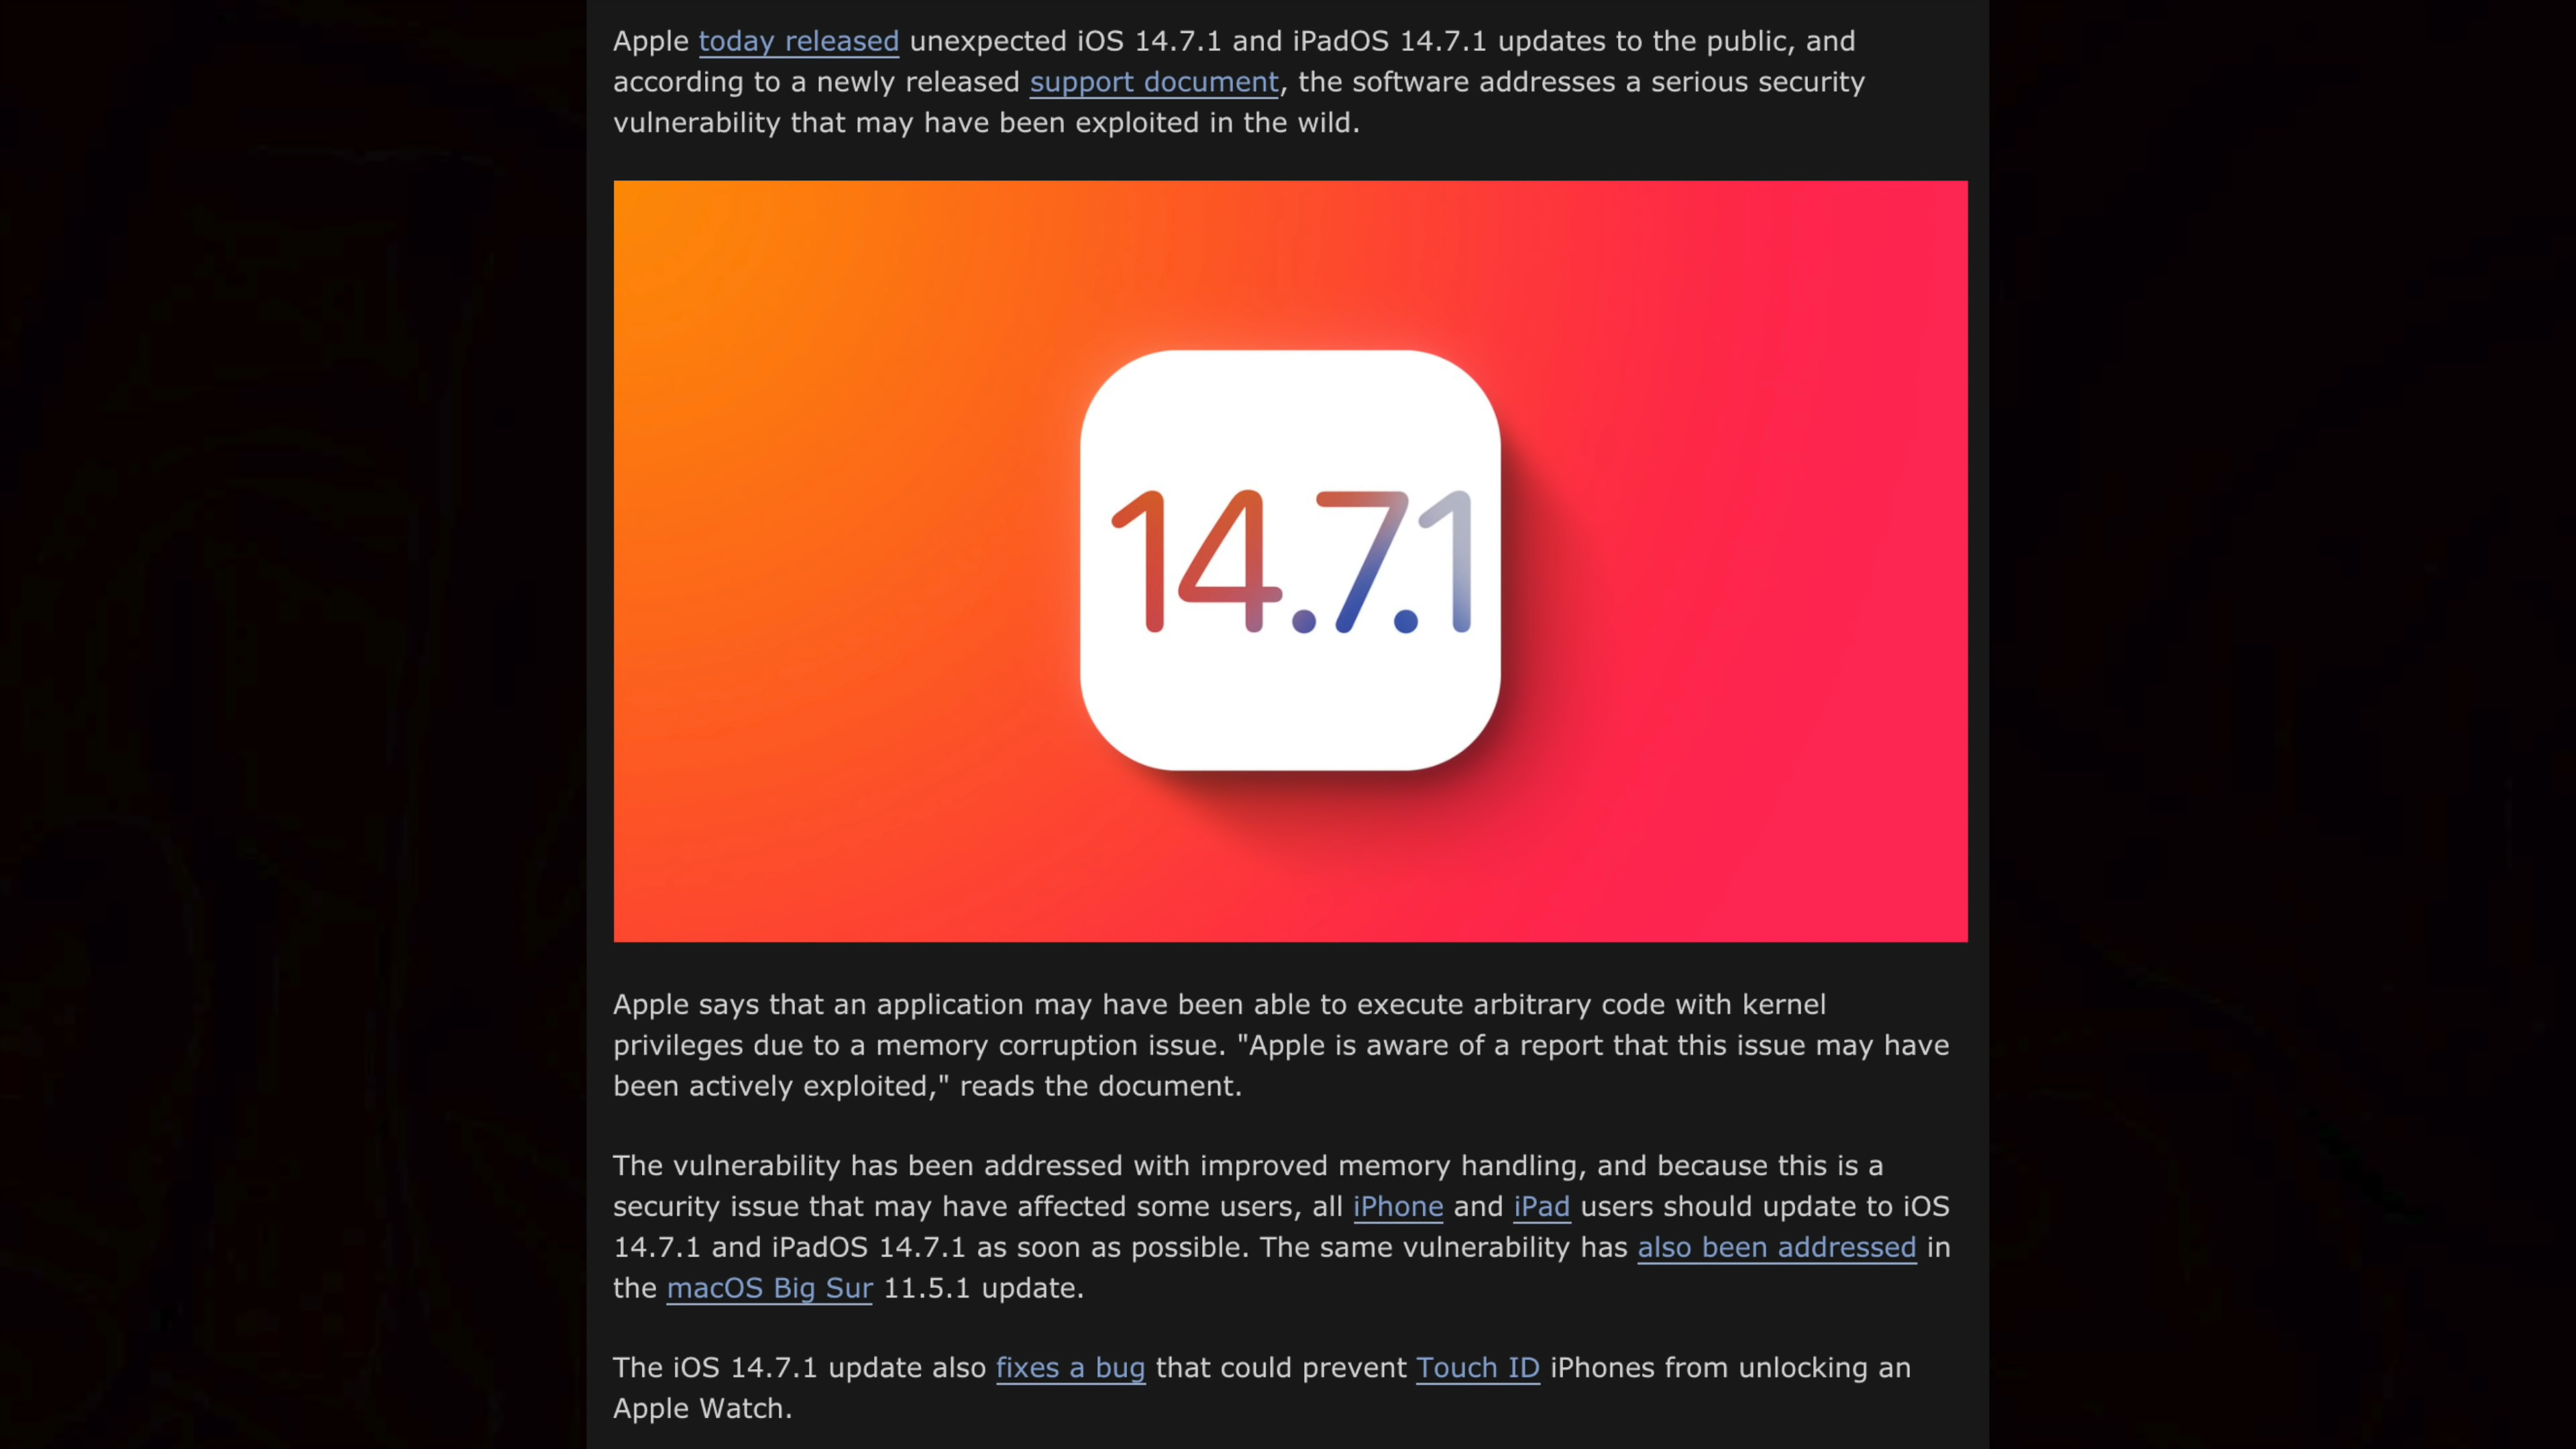 Apple today released unexpected iOS 14.7.1 and iPadOS 14.7.1 updates to the public, and
according to a newly released support document, the software addresses a serious security
vulnerability that may have been exploited in the wild.
14.7.1
Apple says that an application may have been able to execute arbitrary code with kernel
privileges due to a memory corruption issue. "Apple is aware of a report that this issue may have
been actively exploited," reads the document.
The vulnerability has been addressed with improved memory handling, and because this is a
security issue that may have affected some users, all iPhone and iPad users should update to iOS
14.7.1 and iPadOS 14.7.1 as soon as possible. The same vulnerability has also been addressed in
the macOS Big Sur 11.5.1 update.
The iOS 14.7.1 update also fixes a bug that could prevent Touch ID iPhones from unlocking an
Apple Watch.